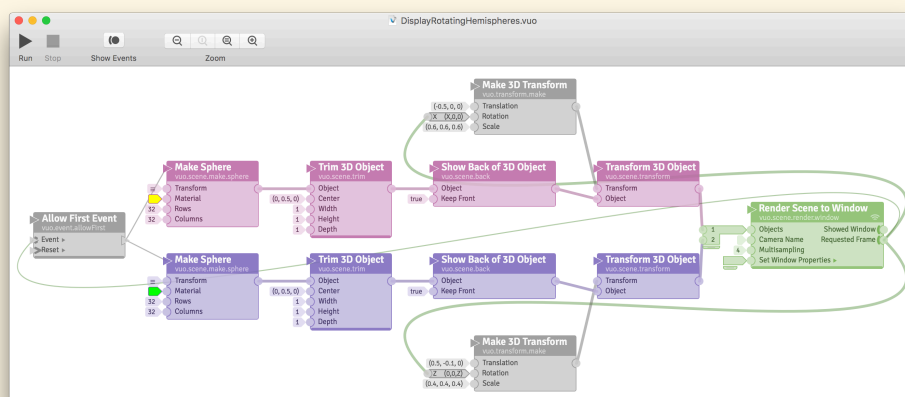 DisplayRotatingHemispheres.vuo
Run
Stop
Show Events
Zoom
Make 3D Transform
vuo.transform.make
(-0.5, 0, 0) Translation
X (X,0,0) Rotation
(0.6, 0.6, 0.6) Scale
Make Sphere
vuo.scene.make.sphere
Transform
Material
32 Rows
32 Columns
Trim 3D Object
vuo.scene.trim
Object
(0, 0.5, 0) Center
1 Width
1 Height
1 Depth
Show Back of 3D Object
vuo.scene.back
Object
true Keep Front
Transform 3D Object
vuo.scene.transform
Transform
Object
Allow First Event
vuo.event.allowFirst
Event
Reset
Render Scene to Window
vuo.scene.render.window
1 Objects Showed Window
2 Camera Name Requested Frame
4 Multisampling
Set Window Properties
Make Sphere
vuo.scene.make.sphere
Transform
Material
32 Rows
32 Columns
Trim 3D Object
vuo.scene.trim
Object
(0, 0.5, 0) Center
1 Width
1 Height
1 Depth
Show Back of 3D Object
vuo.scene.back
Object
true Keep Front
Transform 3D Object
vuo.scene.transform
Transform
Object
Make 3D Transform
vuo.transform.make
(0.5, -0.1, 0) Translation
Z (0,0,Z) Rotation
(0.4, 0.4, 0.4) Scale